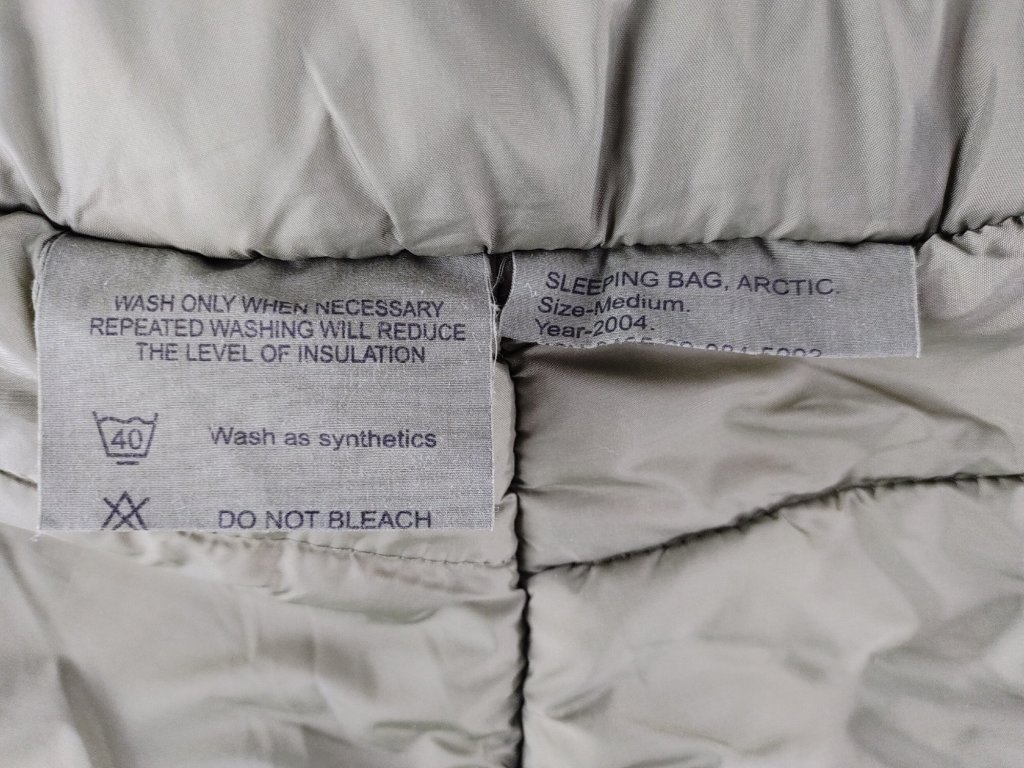 WASH ONLY WHEN NECESSARY
REPEATED WASHING WILL REDUCE
THE LEVEL OF INSULATION
40
Wash as synthetics
DO NOT BLEACH
SLEEPING BAG, ARCTIC.
Size-Medium.
Year-2004.